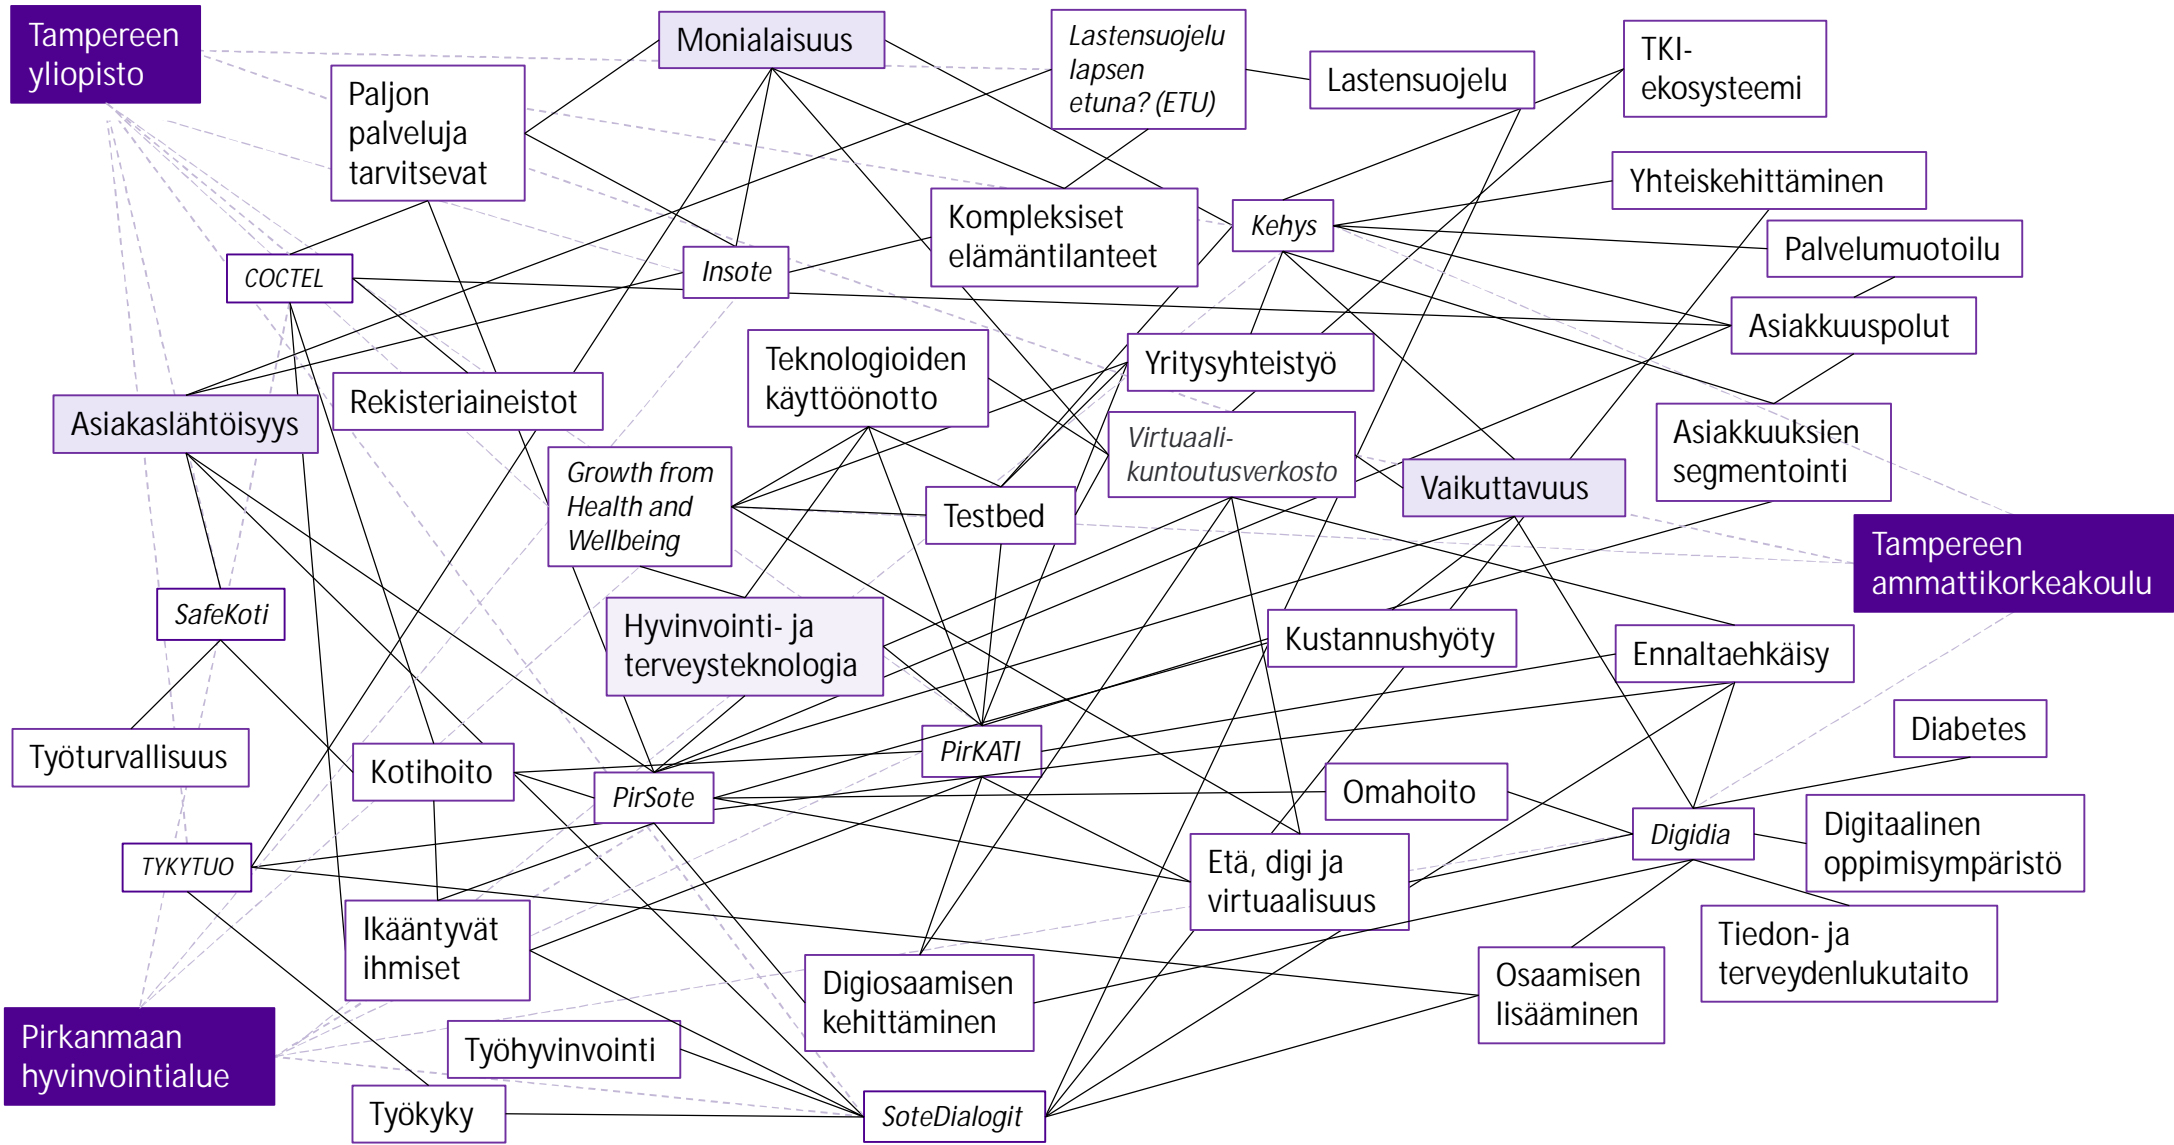 Tampereen
yliopisto
Monialaisuus
Lastensuojelu
lapsen
etuna? (ETU)
Lastensuojelu
TKI-
ekosysteemi
Paljon
palveluja
tarvitsevat
Yhteiskehittäminen
Kompleksiset
elämäntilanteet
Kehys
Palvelumuotoilu
COCTEL
Insote
Asiakkuuspolut
Teknologioiden
käyttöönotto
Yritysyhteistyö
Rekisteriaineistot
Asiakaslähtöisyys
Virtuaali-
kuntoutusverkosto
Asiakkuuksien
segmentointi
Growth from
Health and
Wellbeing
Testbed
Vaikuttavuus
Tampereen
ammattikorkeakoulu
SafeKoti
Hyvinvointi- ja
terveysteknologia
Kustannushyöty
Ennaltaehkäisy
Työturvallisuus
Kotihoito
PirSote
PirKATI
Omahoito
Diabetes
Digidia
Digitaalinen
oppimisympäristö
TYKYTUO
Etä, digi ja
virtuaalisuus
Ikääntyvät
ihmiset
Digiosaamisen
kehittäminen
Osaamisen
lisääminen
Tiedon- ja
terveydenlukutaito
Pirkanmaan
hyvinvointialue
Työhyvinvointi
Työkyky
SoteDialogit